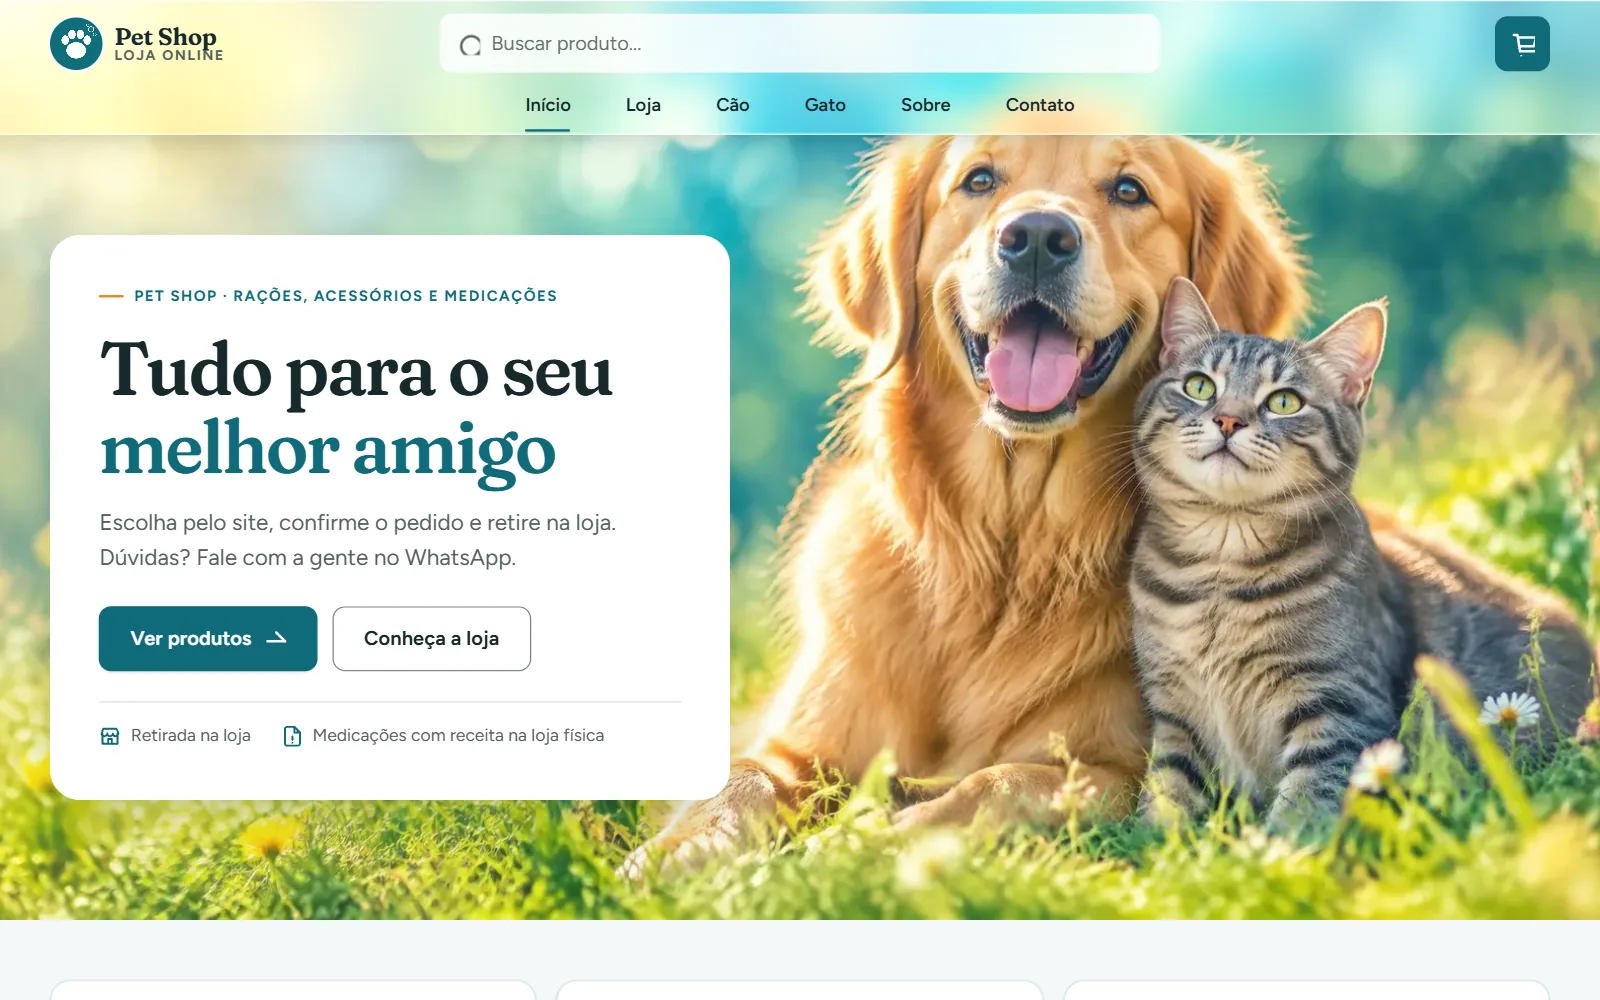 Pet Shop
LOJA ONLINE
Buscar produto...
Início
Loja
Cão
Gato
Sobre
Contato
PET SHOP · RAÇÕES, ACESSÓRIOS E MEDICAÇÕES
Tudo para o seu
melhor amigo
Escolha pelo site, confirme o pedido e retire na loja.
Dúvidas? Fale com a gente no WhatsApp.
Ver produtos →
Conheça a loja
Retirada na loja
Medicações com receita na loja física